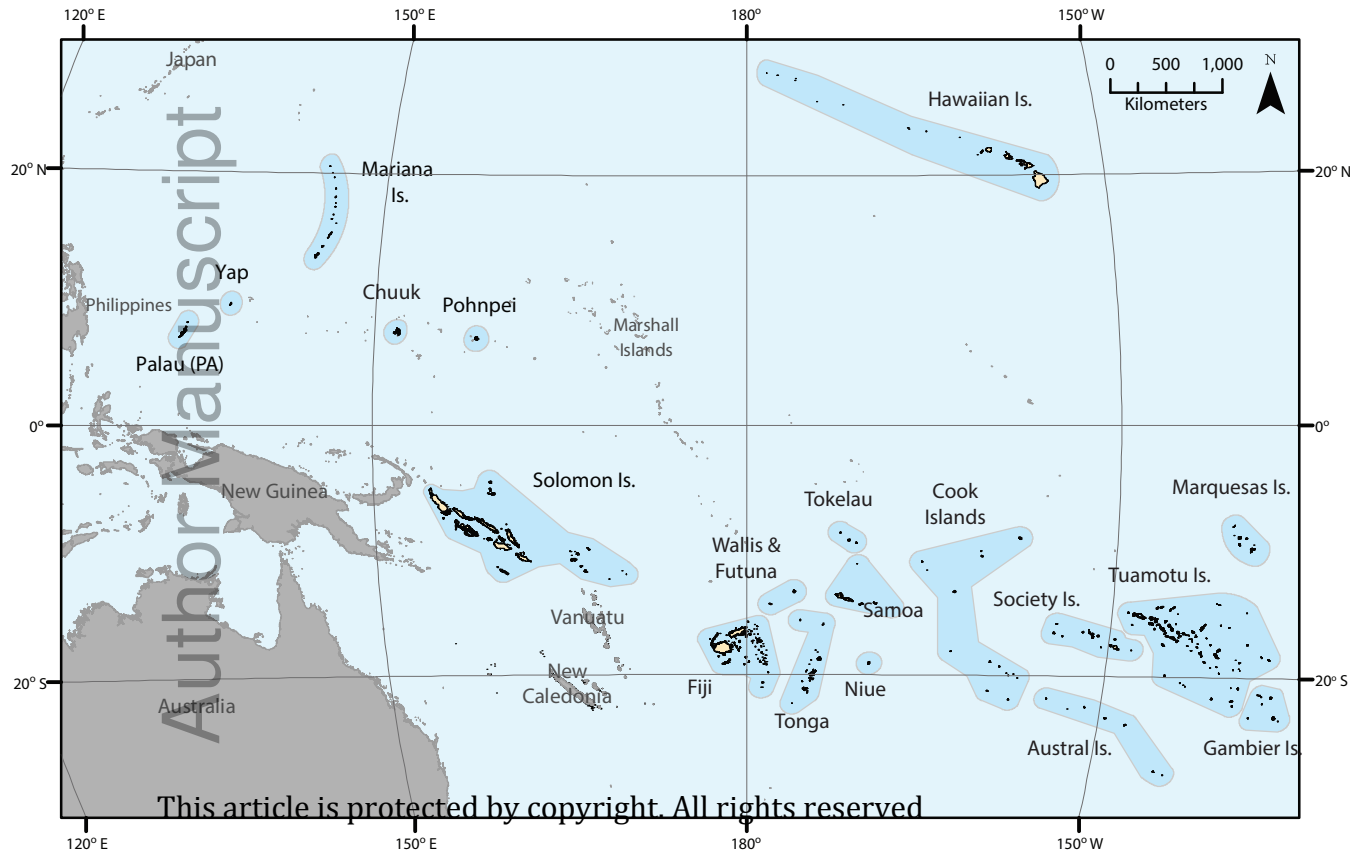 120° E 150° E 180° 150° W
Japan
0 500 1,000
Kilometers
N
Hawaiian Is.
20° N
20° N
Mariana
Is.
Yap
Philippines
Chuuk
Pohnpei
Marshall
Islands
Palau (PA)
0°
0°
New Guinea
Solomon Is.
Tokelau
Cook
Islands
Marquesas Is.
Wallis &
Futuna
Tuamotu Is.
Vanuatu
Samoa
Society Is.
New
Caledonia
20° S
20° S
Fiji
Niue
Australia
Tonga
Austral Is.
Gambier Is.
Author Manuscript
This article is protected by copyright. All rights reserved
120° E 150° E 180° 150° W